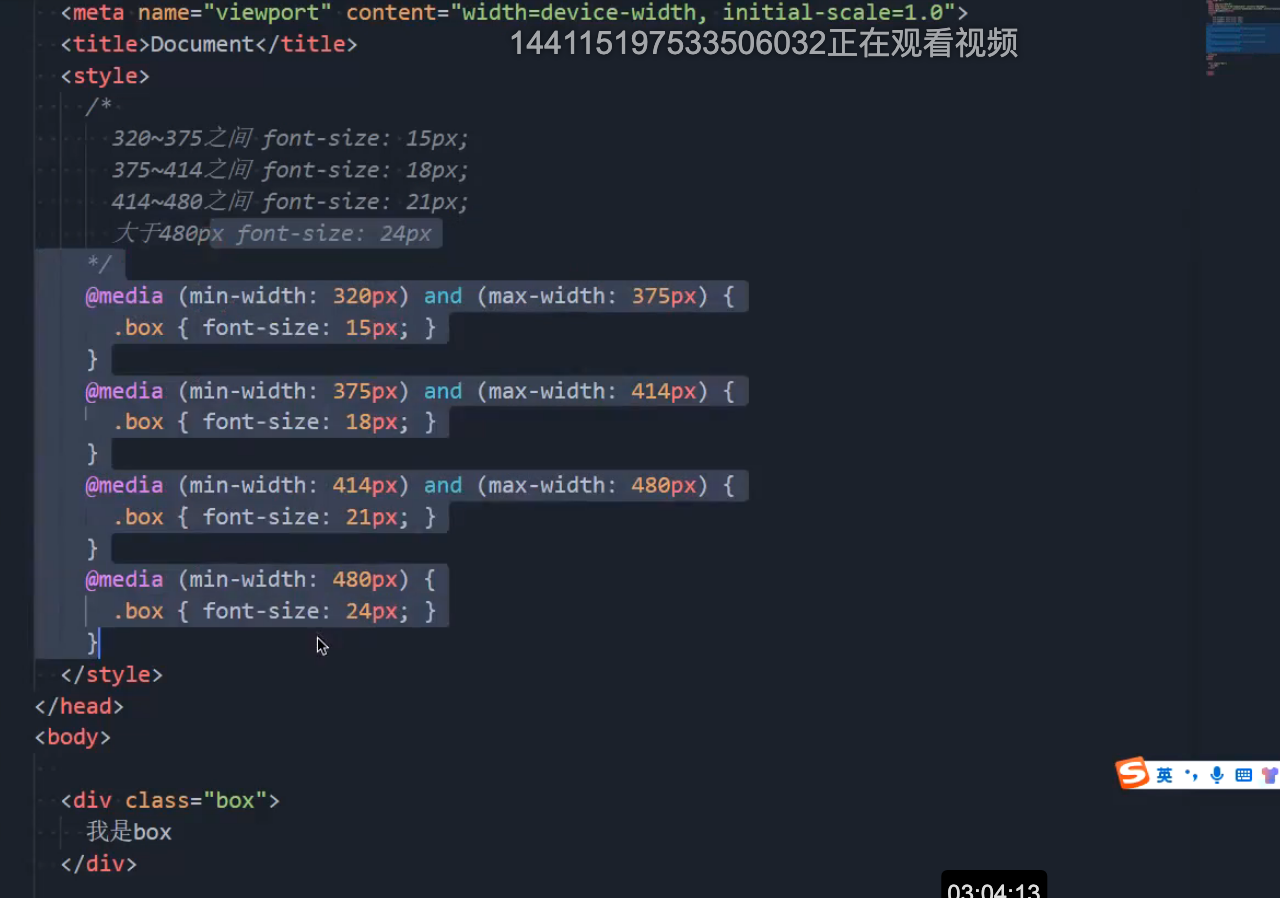 <meta name="viewport" content="width=device-width, initial-scale=1.0">
<title>Document</title>
144115197533506032正在观看视频
<style>
/*
320~375之间 font-size: 15px;
375~414之间 font-size: 18px;
414~480之间 font-size: 21px;
大于480px font-size: 24px
*/
@media (min-width: 320px) and (max-width: 375px) {
.box { font-size: 15px; }
}
@media (min-width: 375px) and (max-width: 414px) {
.box { font-size: 18px; }
}
@media (min-width: 414px) and (max-width: 480px) {
.box { font-size: 21px; }
}
@media (min-width: 480px) {
.box { font-size: 24px; }
}
</style>
</head>
<body>
英
<div class="box">
我是box
</div>
03:04:13